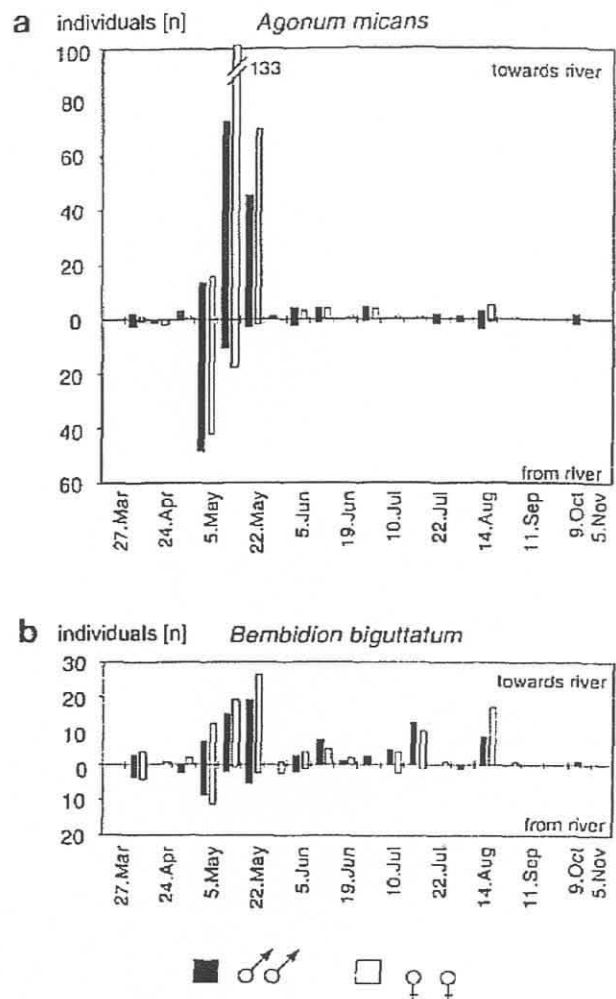 a individuals [n] Agonum micans
100
133
towards river
80
60
40
20
0
20
40
from river
60
27.Mar
24.Apr
5.May
22.May
5.Jun
19.Jun
10.Jul
22.Jul
14.Aug
11.Sep
9.Oct
5.Nov
b individuals [n] Bembidion biguttatum
30
towards river
20
10
0
10
from river
20
27.Mar
24.Apr
5.May
22.May
5.Jun
19.Jun
10.Jul
22.Jul
14.Aug
11.Sep
9.Oct
5.Nov